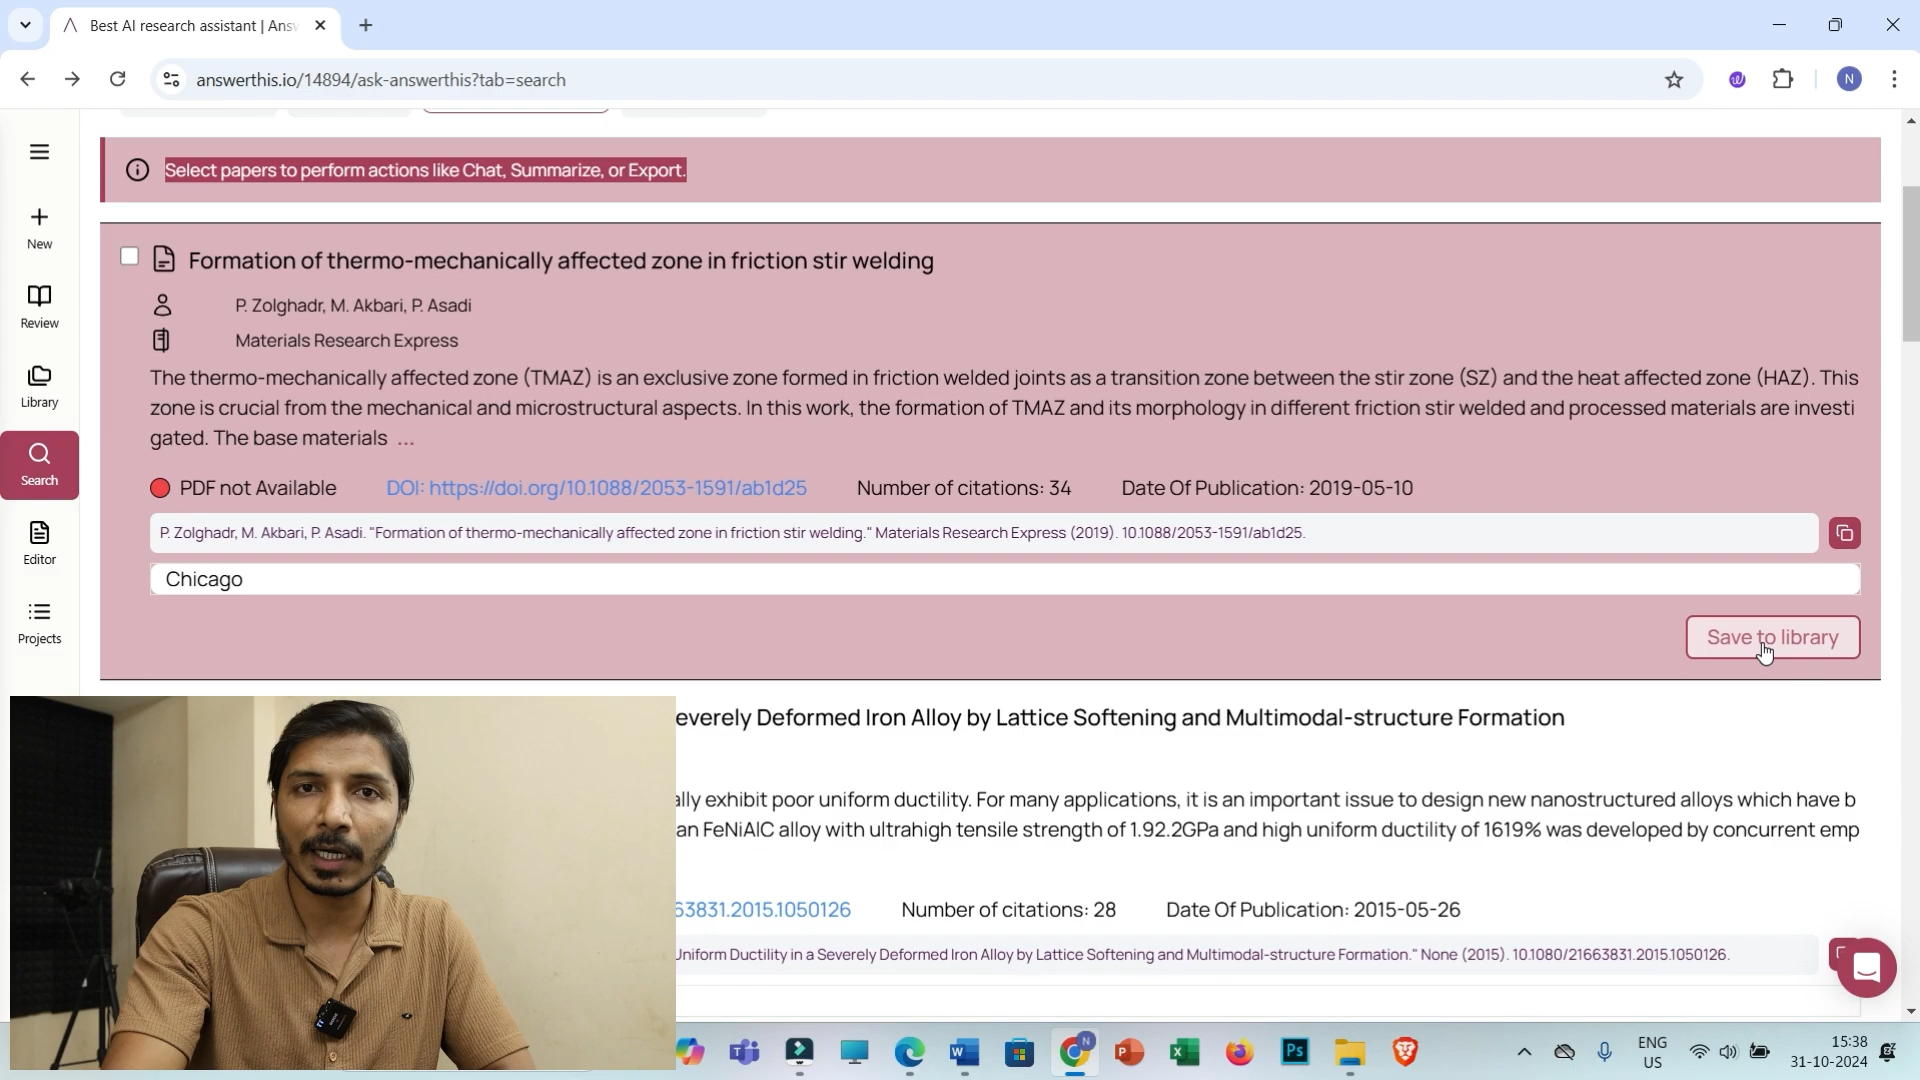 Best AI research assistant | Ans
answerthis.io/14894/ask-answerthis?tab=search
N
Select papers to perform actions like Chat, Summarize, or Export.
New
Review
Library
Search
Editor
Projects
Formation of thermo-mechanically affected zone in friction stir welding
P. Zolghadr, M. Akbari, P. Asadi
Materials Research Express
The thermo-mechanically affected zone (TMAZ) is an exclusive zone formed in friction welded joints as a transition zone between the stir zone (SZ) and the heat affected zone (HAZ). This
zone is crucial from the mechanical and microstructural aspects. In this work, the formation of TMAZ and its morphology in different friction stir welded and processed materials are investi
gated. The base materials ...
PDF not Available DOI: https://doi.org/10.1088/2053-1591/ab1d25 Number of citations: 34 Date Of Publication: 2019-05-10
P. Zolghadr, M. Akbari, P. Asadi. "Formation of thermo-mechanically affected zone in friction stir welding." Materials Research Express (2019). 10.1088/2053-1591/ab1d25.
Chicago
Save to library
everely Deformed Iron Alloy by Lattice Softening and Multimodal-structure Formation
ally exhibit poor uniform ductility. For many applications, it is an important issue to design new nanostructured alloys which have b
an FeNiAlC alloy with ultrahigh tensile strength of 1.92.2GPa and high uniform ductility of 1619% was developed by concurrent emp
63831.2015.1050126 Number of citations: 28 Date Of Publication: 2015-05-26
Uniform Ductility in a Severely Deformed Iron Alloy by Lattice Softening and Multimodal-structure Formation." None (2015). 10.1080/21663831.2015.1050126.
N
Ps
ENG
US
15:38
31-10-2024